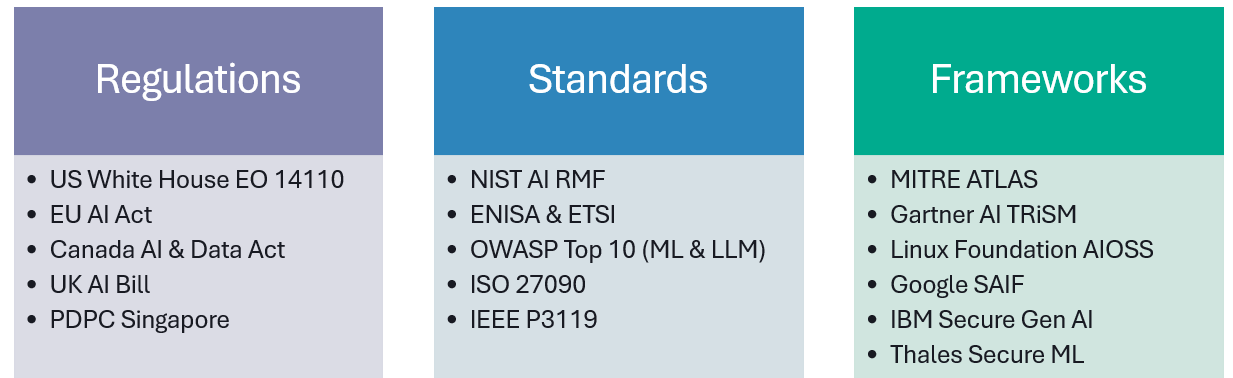 Regulations
• US White House EO 14110
• EU AI Act
• Canada AI & Data Act
• UK AI Bill
• PDPC Singapore
Standards
• NIST AI RMF
• ENISA & ETSI
• OWASP Top 10 (ML & LLM)
• ISO 27090
• IEEE P3119
Frameworks
• MITRE ATLAS
• Gartner AI TRiSM
• Linux Foundation AIOSS
• Google SAIF
• IBM Secure Gen AI
• Thales Secure ML